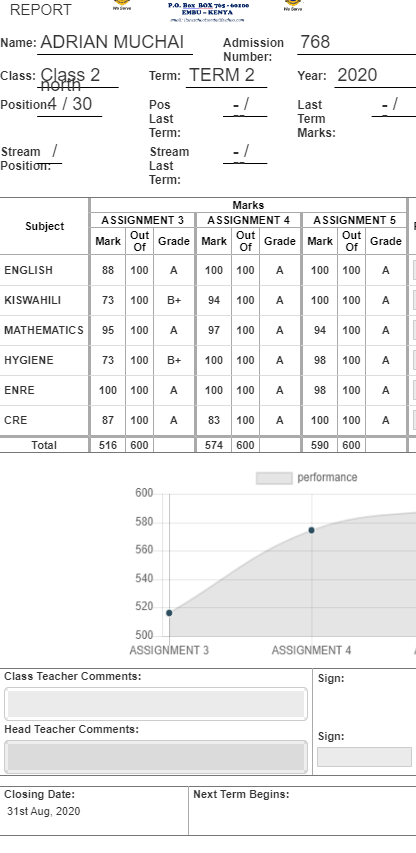 REPORT
P.O. Box BOX 765 - 60100
EMBU – KENYA
Name: ADRIAN MUCHAI Admission Number: 768
Class: Class 2 north Term: TERM 2 Year: 2020
Position: 4 / 30 Pos Last Term: - / -- Last Term Marks: - / --
Stream Position: / Stream Last Term: - / --
Marks
Subject ASSIGNMENT 3 ASSIGNMENT 4 ASSIGNMENT 5
Mark Out Of Grade Mark Out Of Grade Mark Out Of Grade
ENGLISH 88 100 A 100 100 A 100 100 A
KISWAHILI 73 100 B+ 94 100 A 100 100 A
MATHEMATICS 95 100 A 97 100 A 94 100 A
HYGIENE 73 100 B+ 100 100 A 98 100 A
ENRE 100 100 A 100 100 A 98 100 A
CRE 87 100 A 83 100 A 100 100 A
Total 516 600 574 600 590 600
performance
600
580
560
540
520
500
ASSIGNMENT 3 ASSIGNMENT 4
Class Teacher Comments: Sign:
Head Teacher Comments: Sign:
Closing Date: Next Term Begins:
31st Aug, 2020